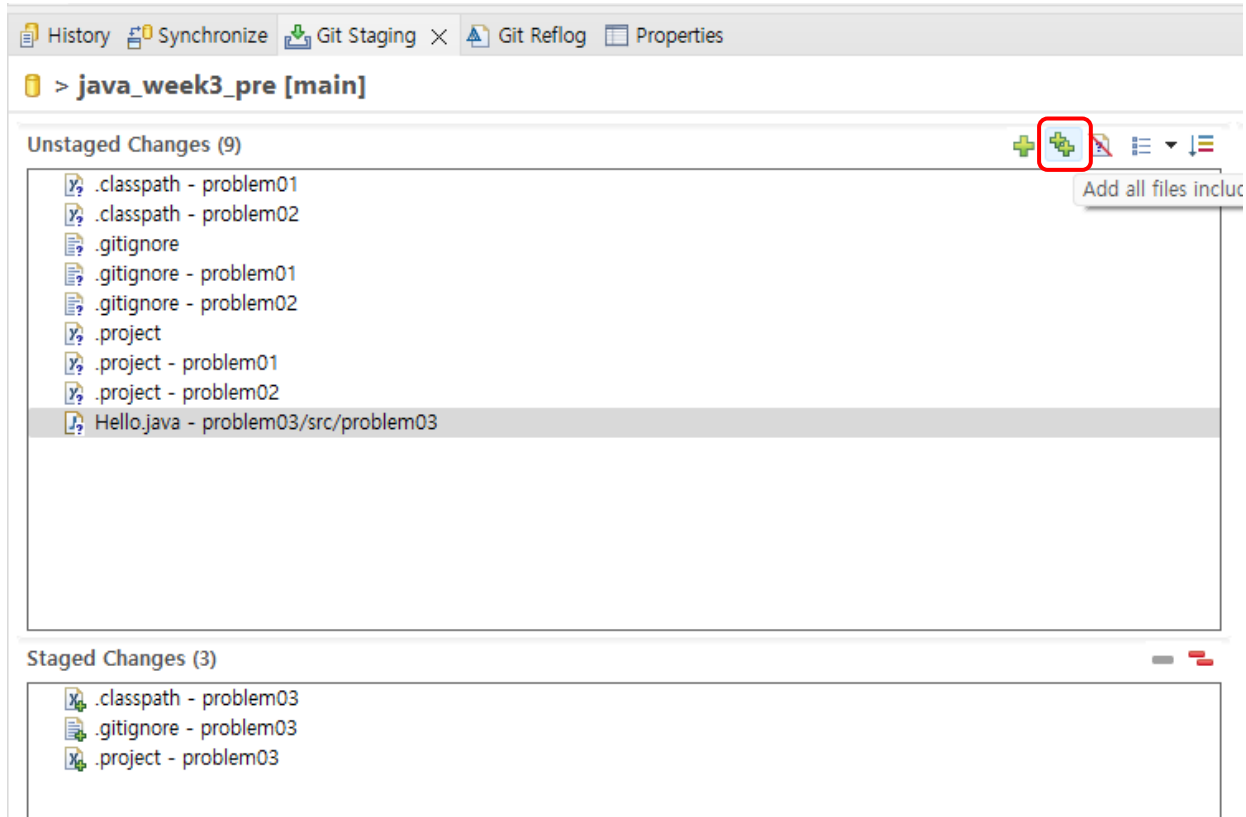 History Synchronize Git Staging Git Reflog Properties
> java_week3_pre [main]
Unstaged Changes (9)
Add all files includ
.classpath - problem01
.classpath - problem02
.gitignore
.gitignore - problem01
.gitignore - problem02
.project
.project - problem01
.project - problem02
Hello.java - problem03/src/problem03
Staged Changes (3)
.classpath - problem03
.gitignore - problem03
.project - problem03